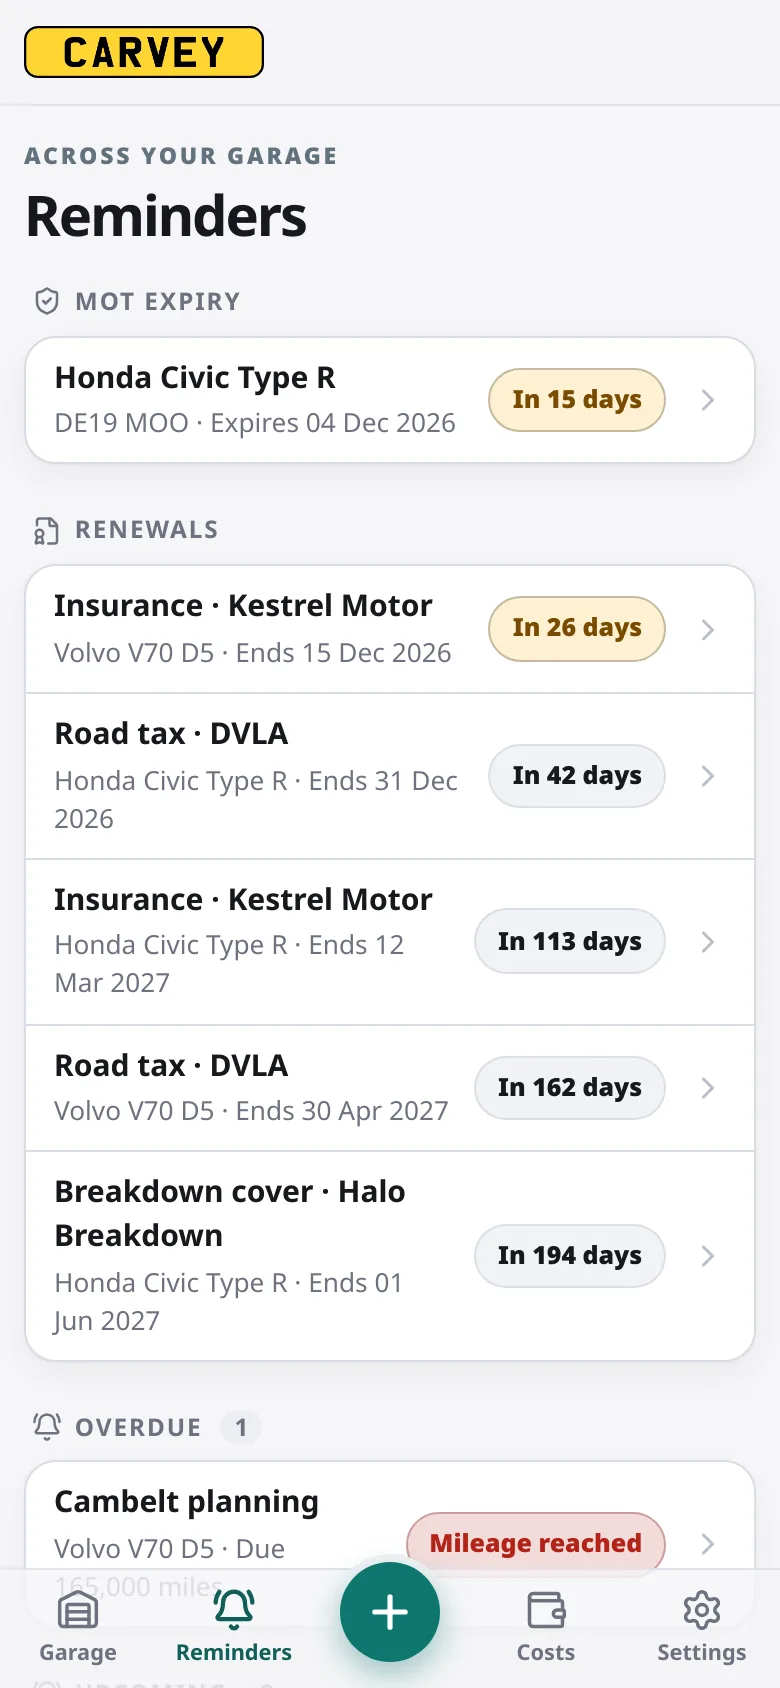 CARVEY
ACROSS YOUR GARAGE
Reminders
MOT EXPIRY
Honda Civic Type R
DE19 MOO · Expires 04 Dec 2026
In 15 days
RENEWALS
Insurance · Kestrel Motor
Volvo V70 D5 · Ends 15 Dec 2026
In 26 days
Road tax · DVLA
Honda Civic Type R · Ends 31 Dec
2026
In 42 days
Insurance · Kestrel Motor
Honda Civic Type R · Ends 12
Mar 2027
In 113 days
Road tax · DVLA
Volvo V70 D5 · Ends 30 Apr 2027
In 162 days
Breakdown cover · Halo
Breakdown
Honda Civic Type R · Ends 01
Jun 2027
In 194 days
OVERDUE 1
Cambelt planning
Volvo V70 D5 · Due
165,000 miles
Mileage reached
Garage
Reminders
Costs
Settings